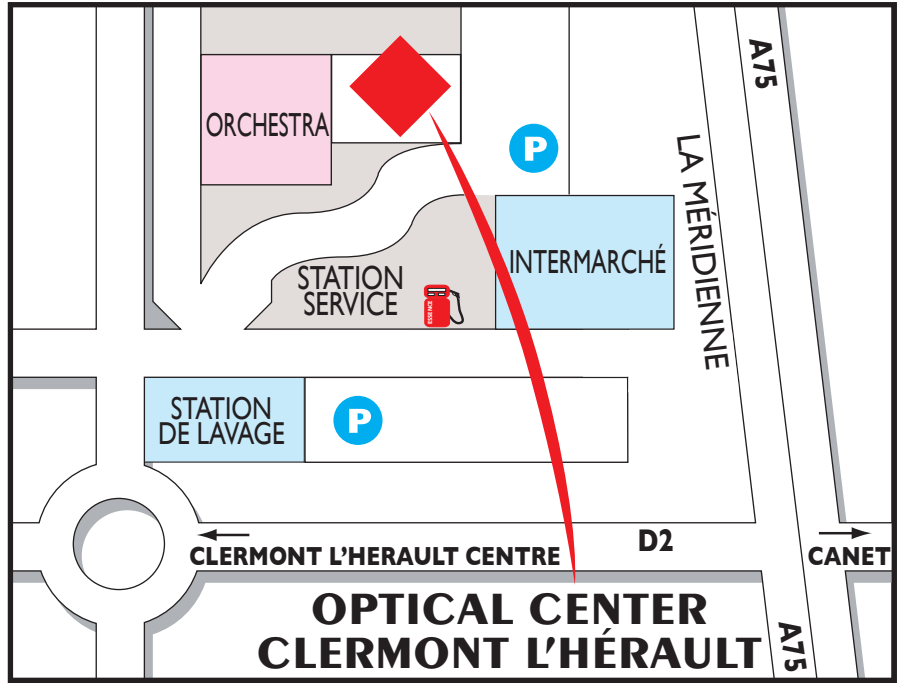 A75
ORCHESTRA
P
LA MÉRIDIENNE
STATION
SERVICE
ESSENCE
INTERMARCHÉ
STATION
DE LAVAGE
P
D2
CLERMONT L'HERAULT CENTRE
CANET
OPTICAL CENTER
CLERMONT L'HÉRAULT
A75